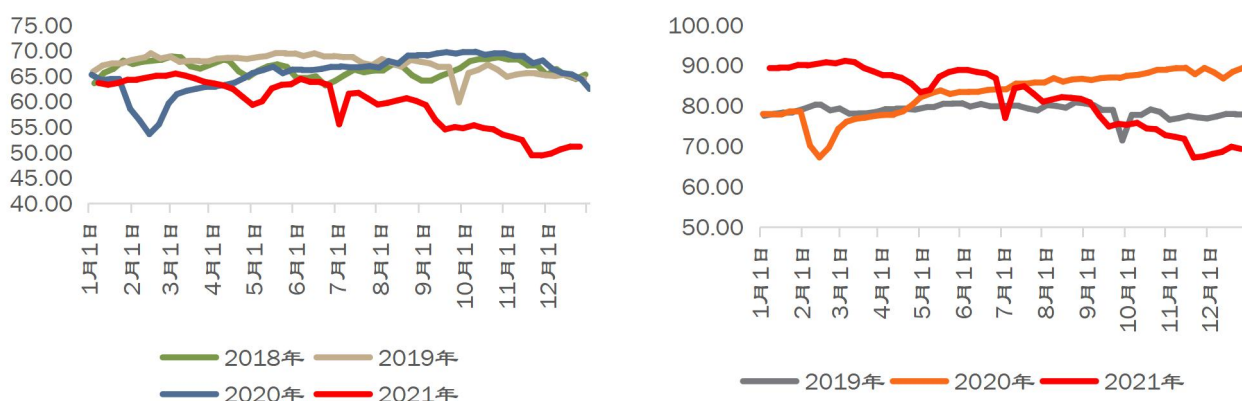 75.00
70.00
65.00
60.00
55.00
50.00
45.00
40.00
1月1日
2月1日
3月1日
4月1日
5月1日
6月1日
7月1日
8月1日
9月1日
10月1日
11月1日
12月1日
2018年 2019年
2020年 2021年
100.00
90.00
80.00
70.00
60.00
50.00
1月1日
2月1日
3月1日
4月1日
5月1日
6月1日
7月1日
8月1日
9月1日
10月1日
11月1日
12月1日
2019年 2020年 2021年